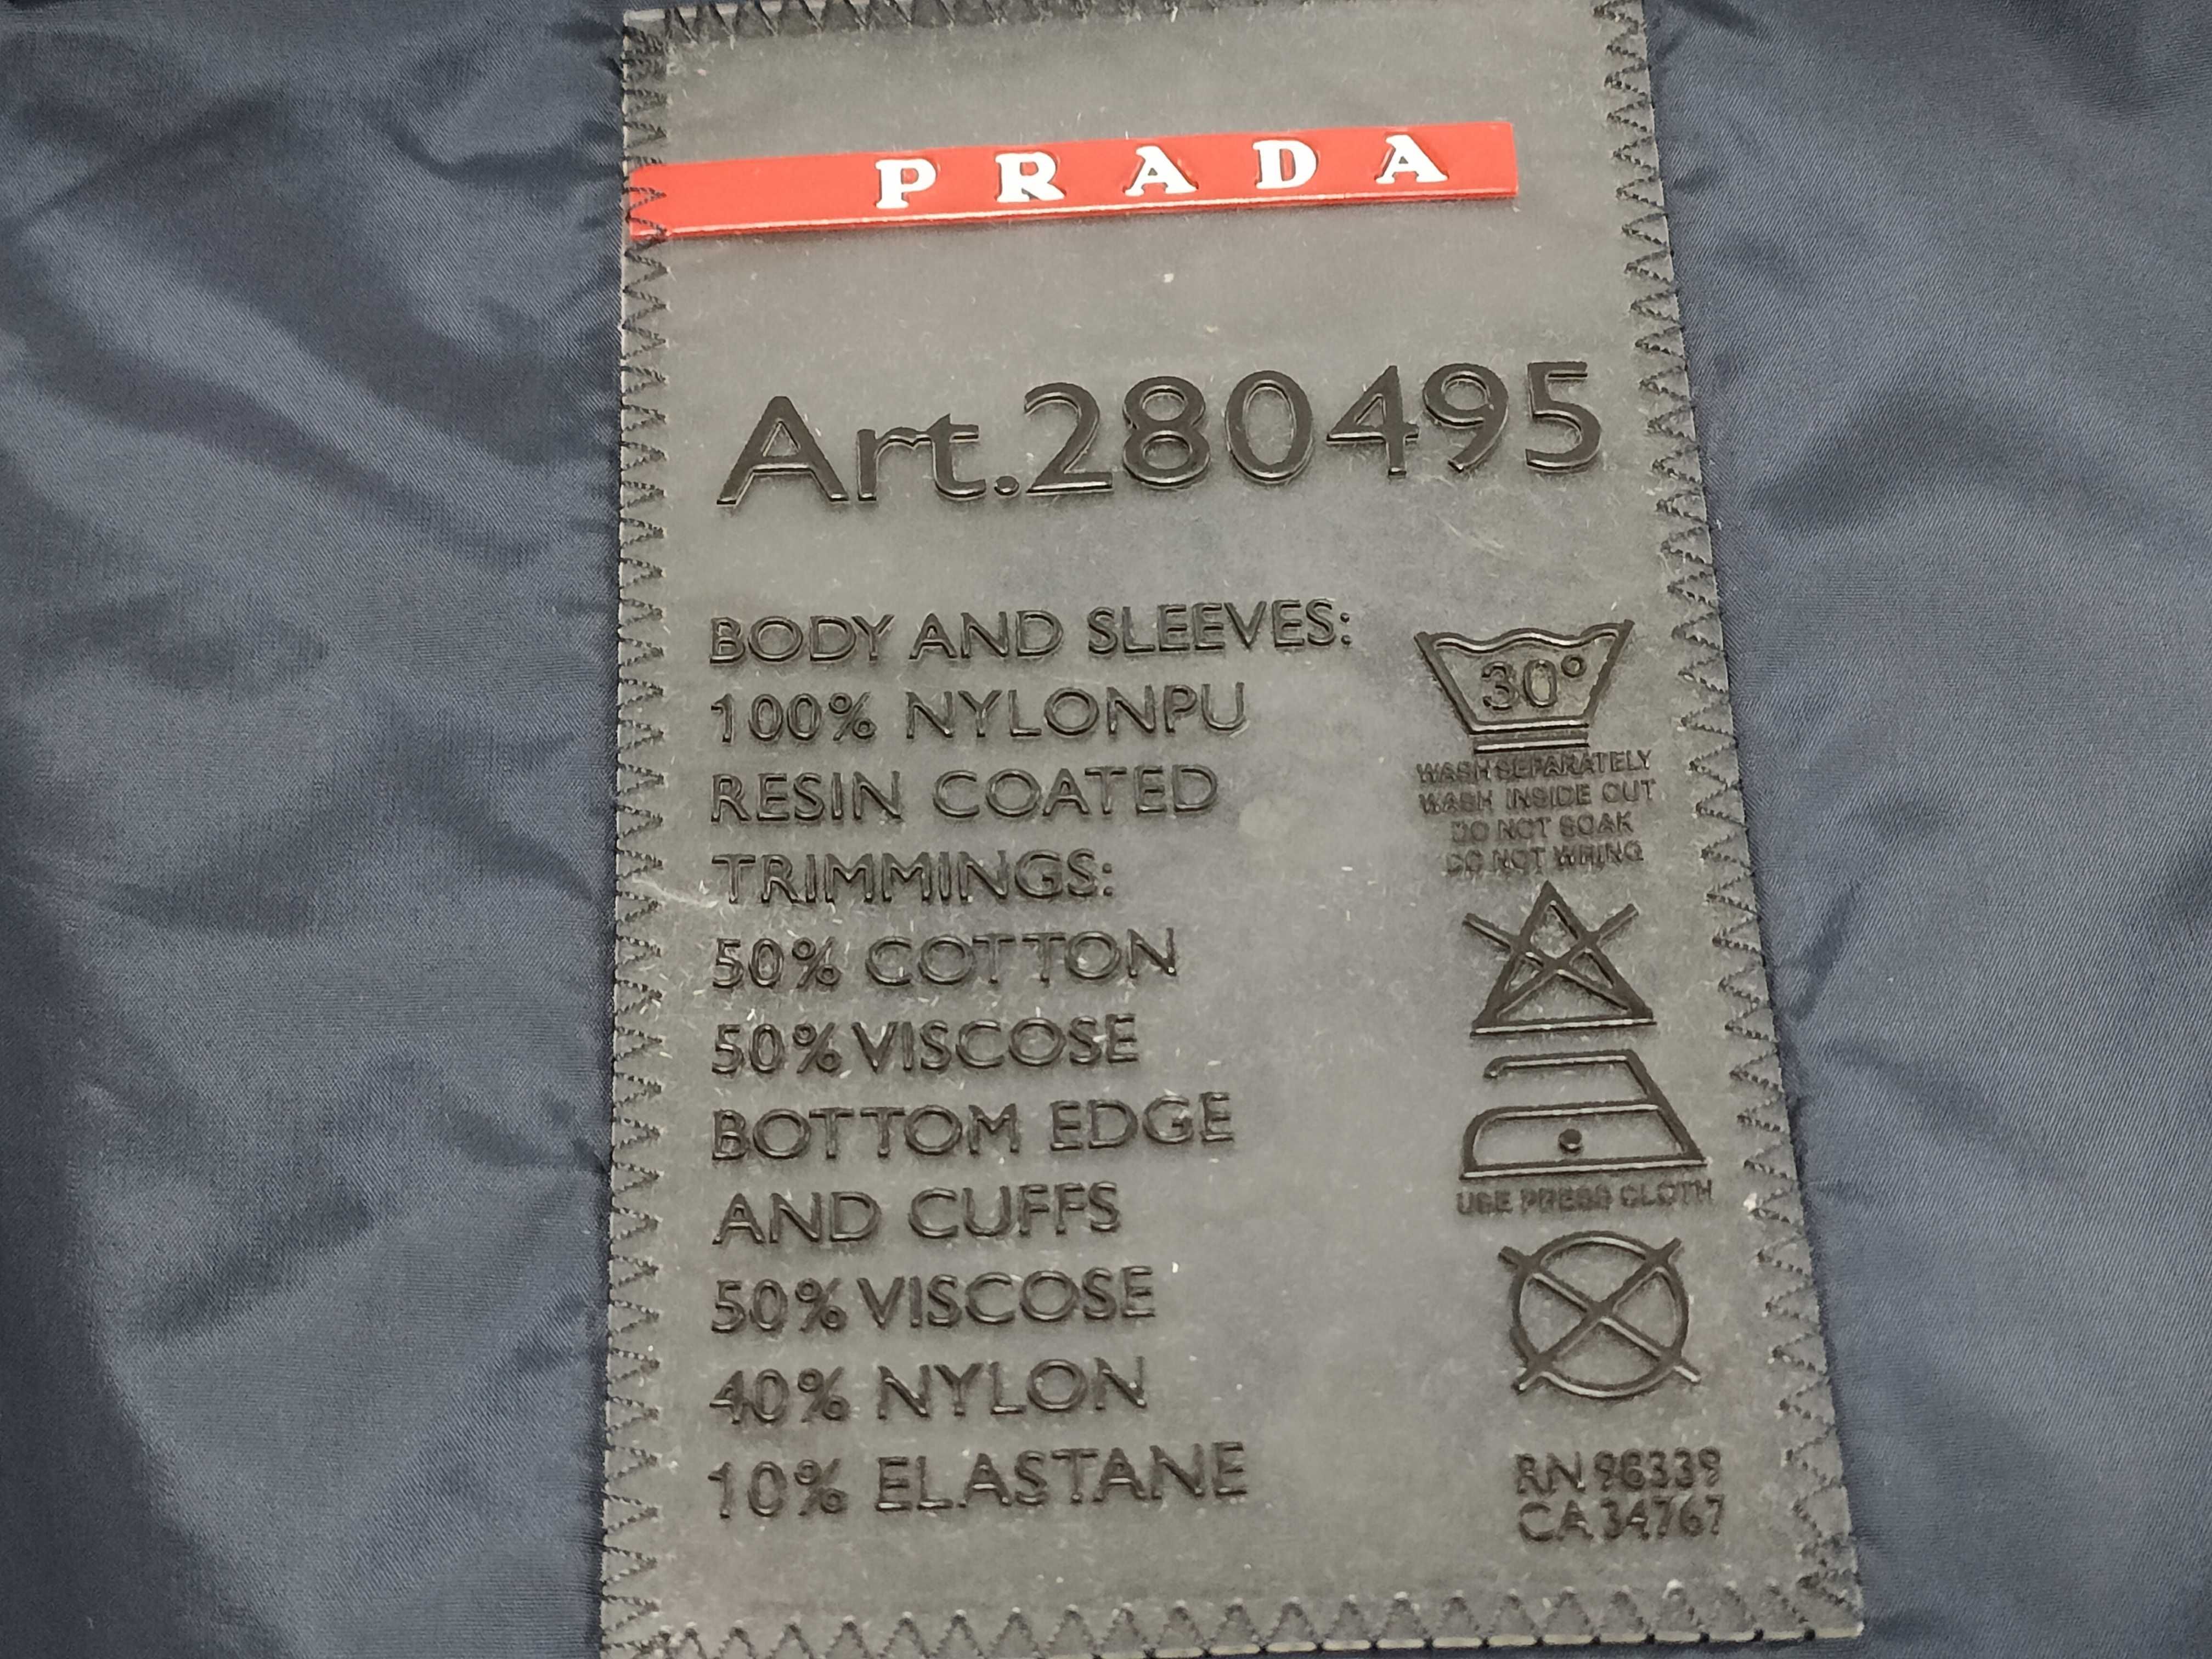 PRADA
Art.280495
BODY AND SLEEVES:
100% NYLONPU
RESIN COATED
TRIMMINGS:
50% COTTON
50% VISCOSE
BOTTOM EDGE
AND CUFFS
50% VISCOSE
40% NYLON
10% ELASTANE
30°
WASH SEPARATELY
WASH INSIDE OUT
DO NOT SOAK
DO NOT WRING
USE PRESS CLOTH
RN 98339
CA 34767